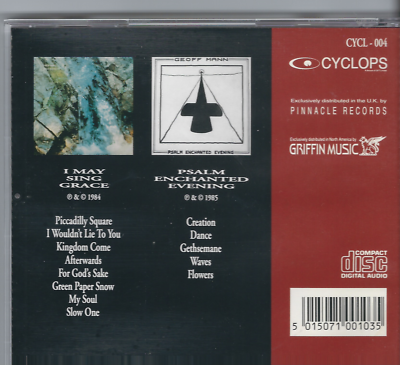 GEOFF MANN
PSALM ENCHANTED EVENING
I MAY
SING
GRACE
℗ & © 1984
Piccadilly Square
I Wouldn't Lie To You
Kingdom Come
Afterwards
For God's Sake
Green Paper Snow
My Soul
Slow One
PSALM
ENCHANTED
EVENING
℗ & © 1985
Creation
Dance
Gethsemane
Waves
Flowers
CYCL - 004
CYCLOPS
Exclusively distributed in the U.K. by
PINNACLE RECORDS
Exclusively distributed in North America by
GRIFFIN MUSIC
COMPACT
disc
DIGITAL AUDIO
5 015071 001035